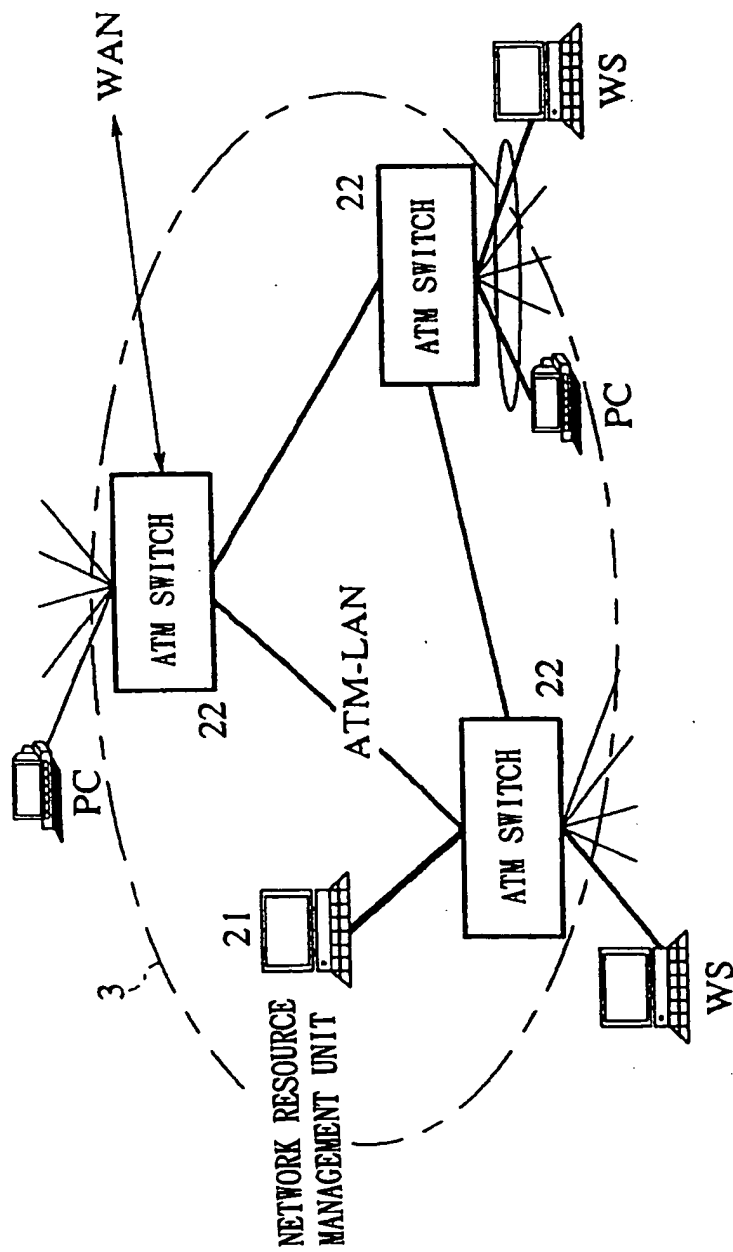 WAN
PC
ATM SWITCH
22
22
ATM SWITCH
WS
PC
3
21
NETWORK RESOURCE
MANAGEMENT UNIT
ATM-LAN
22
ATM SWITCH
WS